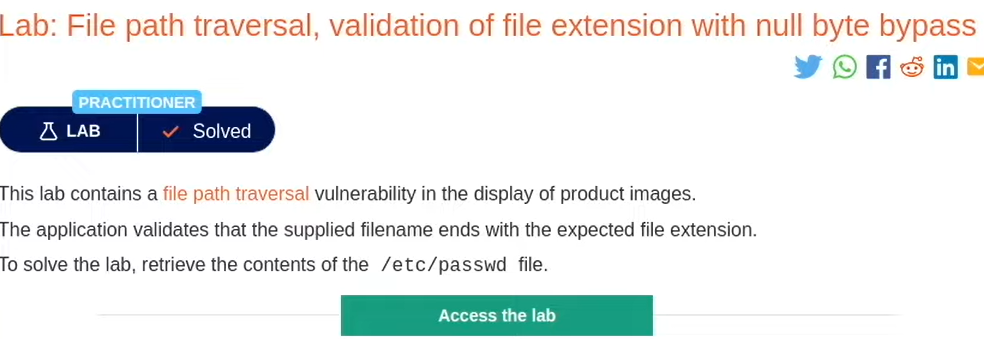 Lab: File path traversal, validation of file extension with null byte bypass
PRACTITIONER
LAB Solved
This lab contains a file path traversal vulnerability in the display of product images.
The application validates that the supplied filename ends with the expected file extension.
To solve the lab, retrieve the contents of the /etc/passwd file.
Access the lab